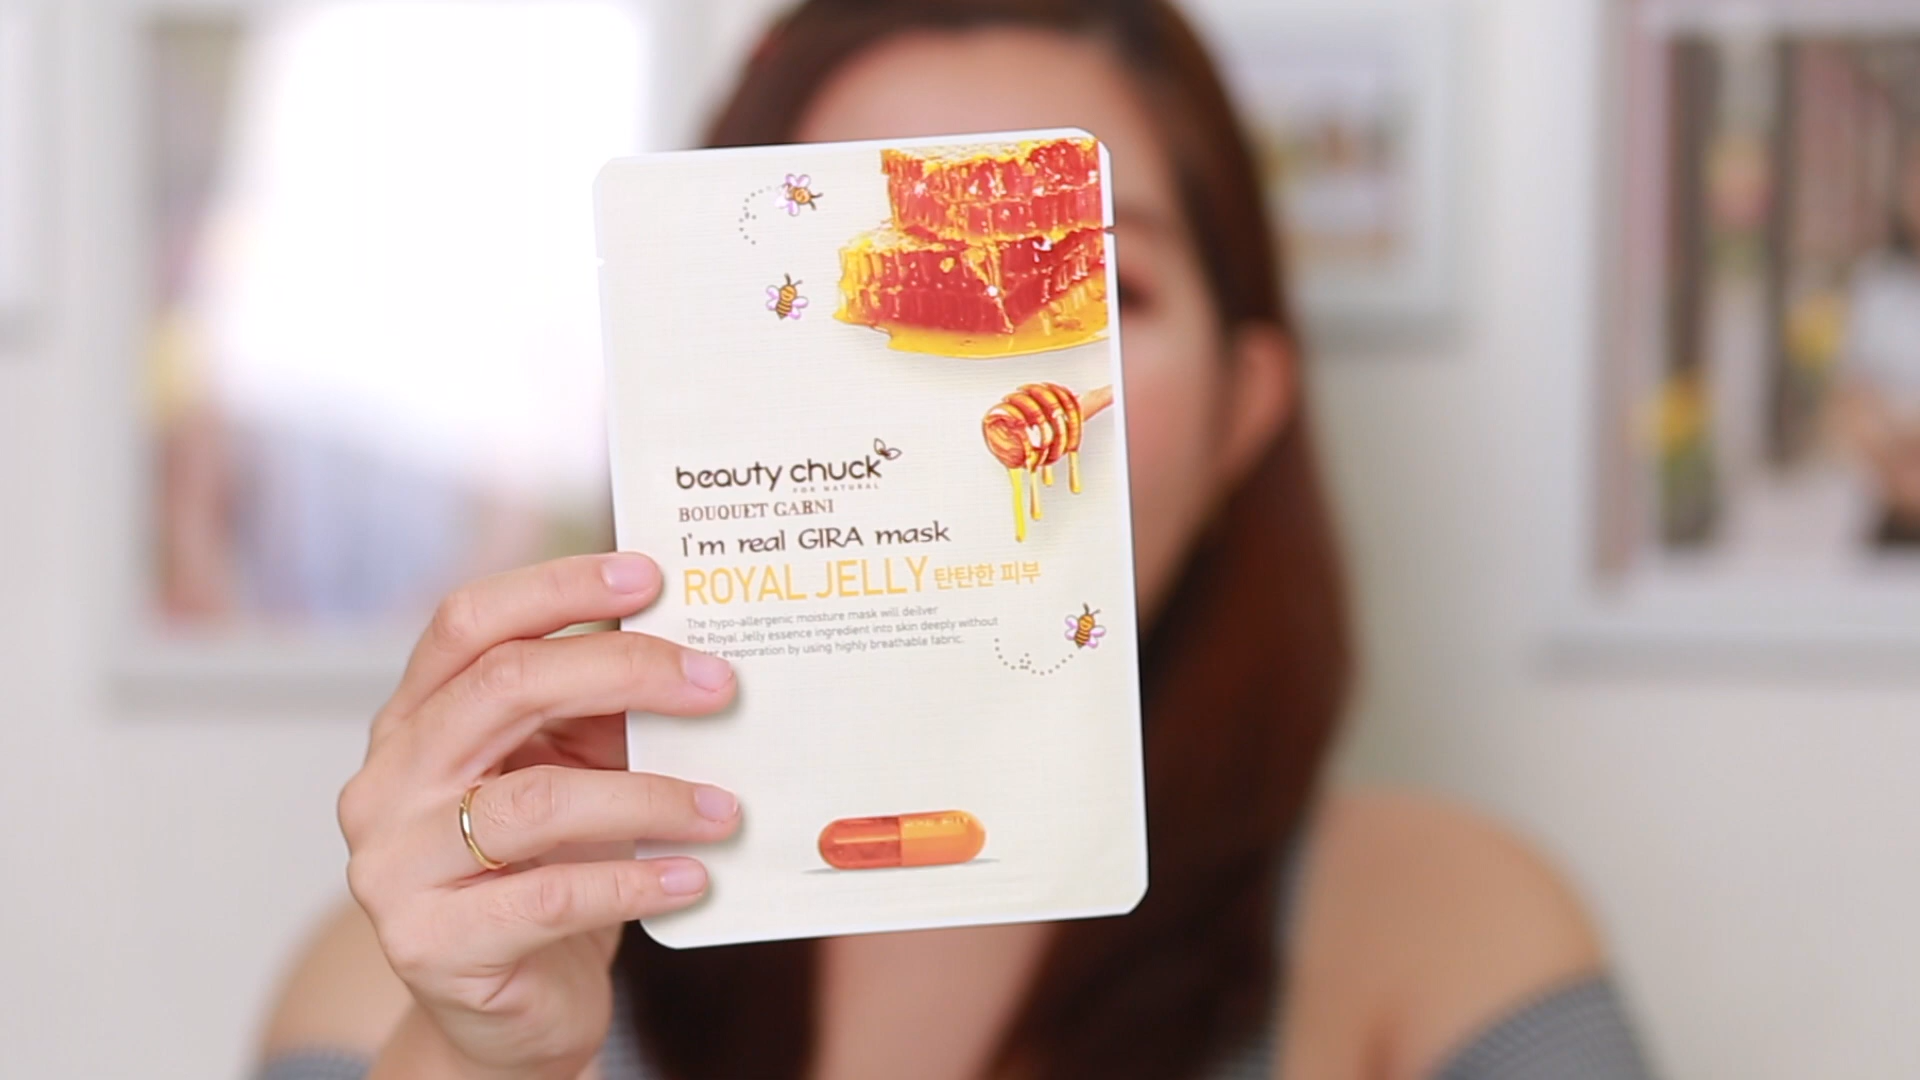 beauty chuck
FOR NATURAL
BOUQUET GARNI
I'm real GIRA mask
ROYAL JELLY 탄탄한 피부
The hypo-allergenic moisture mask will deilver
the Royal Jelly essence ingredient into skin deeply without
evaporation by using highly breathable fabric.